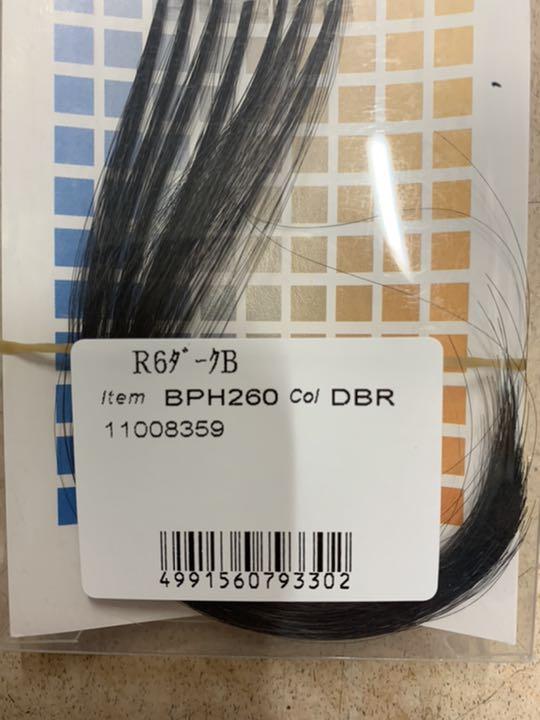 R6ﾀﾞｰｸB
Item BPH260 Col DBR
11008359
4991560793302